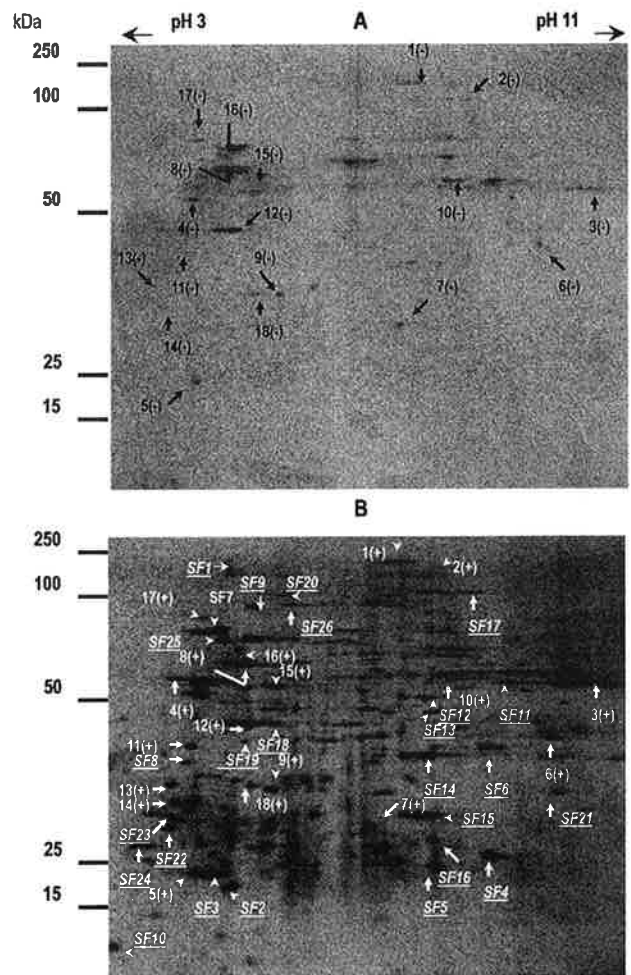 kDa
pH 3 A pH 11
250
100
50
25
15
1(-)
2(-)
17(-)
16(-)
8(-)
15(-)
4(-)
12(-)
10(-)
3(-)
13(-)
11(-)
9(-)
7(-)
6(-)
14(-)
18(-)
5(-)
B
250
100
50
25
15
1(+)
2(+)
SF1
SF9
SF20
17(+)
SF7
SF26
SF17
SF25
8(+)
16(+)
15(+)
4(+)
12(+)
10(+)
SF12
SF11
3(+)
SF13
11(+)
SF18
SF8
SF19
9(+)
SF14
SF6
6(+)
13(+)
14(+)
18(+)
7(+)
SF15
SF21
SF23
SF22
SF24
5(+)
SF3
SF2
SF16
SF5
SF4
SF10